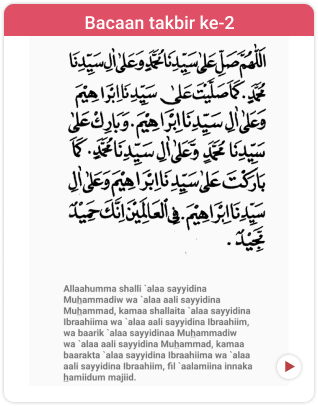 Bacaan takbir ke-2
اَللّٰهُمَّ صَلِّ عَلٰى سَيِّدِنَا مُحَمَّدٍ وَعَلٰى اٰلِ سَيِّدِنَا
مُحَمَّدٍ. كَمَا صَلَّيْتَ عَلٰى سَيِّدِنَا اِبْرَاهِيْمَ
وَعَلٰى اٰلِ سَيِّدِنَا اِبْرَاهِيْمَ. وَبَارِكْ عَلٰى
سَيِّدِنَا مُحَمَّدٍ وَّعَلٰى اٰلِ سَيِّدِنَا مُحَمَّدٍ. كَمَا
بَارَكْتَ عَلٰى سَيِّدِنَا اِبْرَاهِيْمَ وَعَلٰى اٰلِ
سَيِّدِنَا اِبْرَاهِيْمَ. فِى الْعَالَمِيْنَ اِنَّكَ حَمِيْدٌ
مَّجِيْدٌ.
Allaahumma shalli `alaa sayyidina
Muhammadiw wa `alaa aali sayyidina
Muhammad, kamaa shallaita `alaa sayyidina
Ibraahiima wa `alaa aali sayyidina Ibraahiim,
wa baarik `alaa sayyidinaa Muhammadiw
wa `alaa aali sayyidina Muhammad, kamaa
baarakta `alaa sayyidina Ibraahiima wa `alaa
aali sayyidina Ibraahiim, fil `aalamiina innaka
hamiidum majiid.